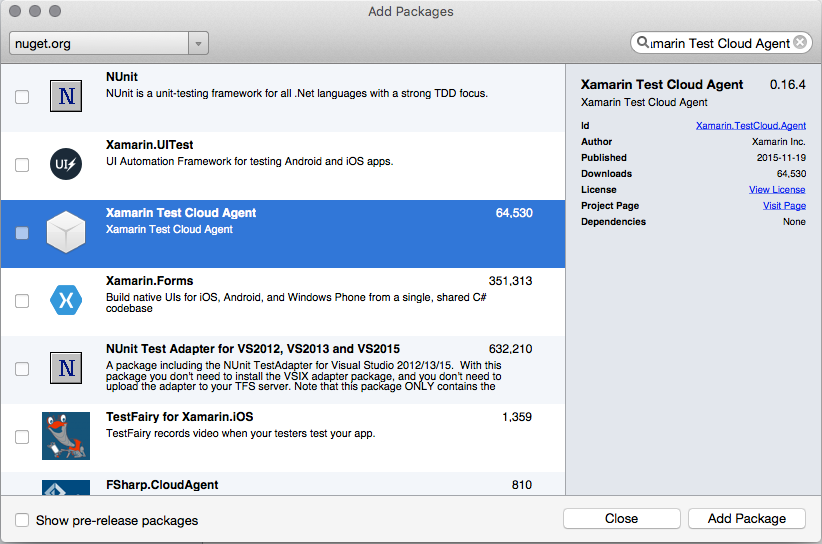 Add Packages
nuget.org
marin Test Cloud Agent
NUnit
NUnit is a unit-testing framework for all .Net languages with a strong TDD focus.
Xamarin.UITest
UI Automation Framework for testing Android and iOS apps.
Xamarin Test Cloud Agent 64,530
Xamarin Test Cloud Agent
Xamarin.Forms 351,313
Build native UIs for iOS, Android, and Windows Phone from a single, shared C#
codebase
NUnit Test Adapter for VS2012, VS2013 and VS2015 632,210
A package including the NUnit TestAdapter for Visual Studio 2012/13/15. With this
package you don't need to install the VSIX adapter package, and you don't need to
upload the adapter to your TFS server. Note that this package ONLY contains the
TestFairy for Xamarin.iOS 1,359
TestFairy records video when your testers test your app.
FSharp.CloudAgent 810
N
UI
X
N
Xamarin Test Cloud Agent 0.16.4
Xamarin Test Cloud Agent
Id Xamarin.TestCloud.Agent
Author Xamarin Inc.
Published 2015-11-19
Downloads 64,530
License View License
Project Page Visit Page
Dependencies None
Show pre-release packages
Close
Add Package